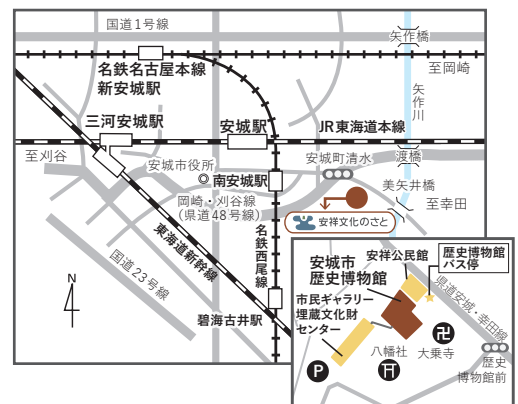 国道1号線
矢作橋
名鉄名古屋本線
新安城駅
至岡崎
矢作川
三河安城駅
安城駅
JR東海道本線
至刈谷
安城市役所
安城町清水
渡橋
南安城駅
美矢井橋
岡崎・刈谷線
(県道48号線)
至幸田
安祥文化のさと
東海道新幹線
名鉄西尾線
国道23号線
N
碧海古井駅
安祥公民館
歴史博物館
バス停
安城市
歴史博物館
県道安城・幸田線
市民ギャラリー
埋蔵文化財
センター
八幡社
大乗寺
P
歴史
博物館前